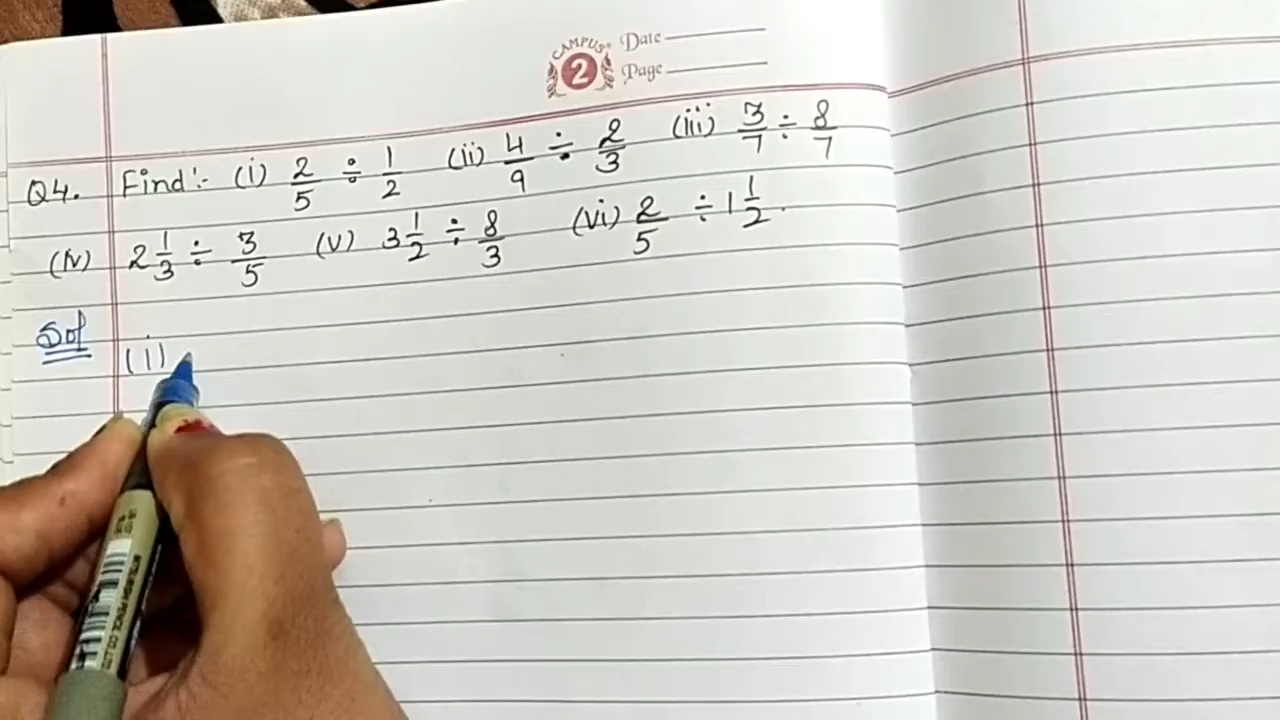 CAMPUS 2 Date
Page
Q4. Find:- (i) 2/5 ÷ 1/2 (ii) 4/9 ÷ 2/3 (iii) 3/7 ÷ 8/7
(iv) 2 1/3 ÷ 3/5 (v) 3 1/2 ÷ 8/3 (vi) 2/5 ÷ 1 1/2.
Sol (i)